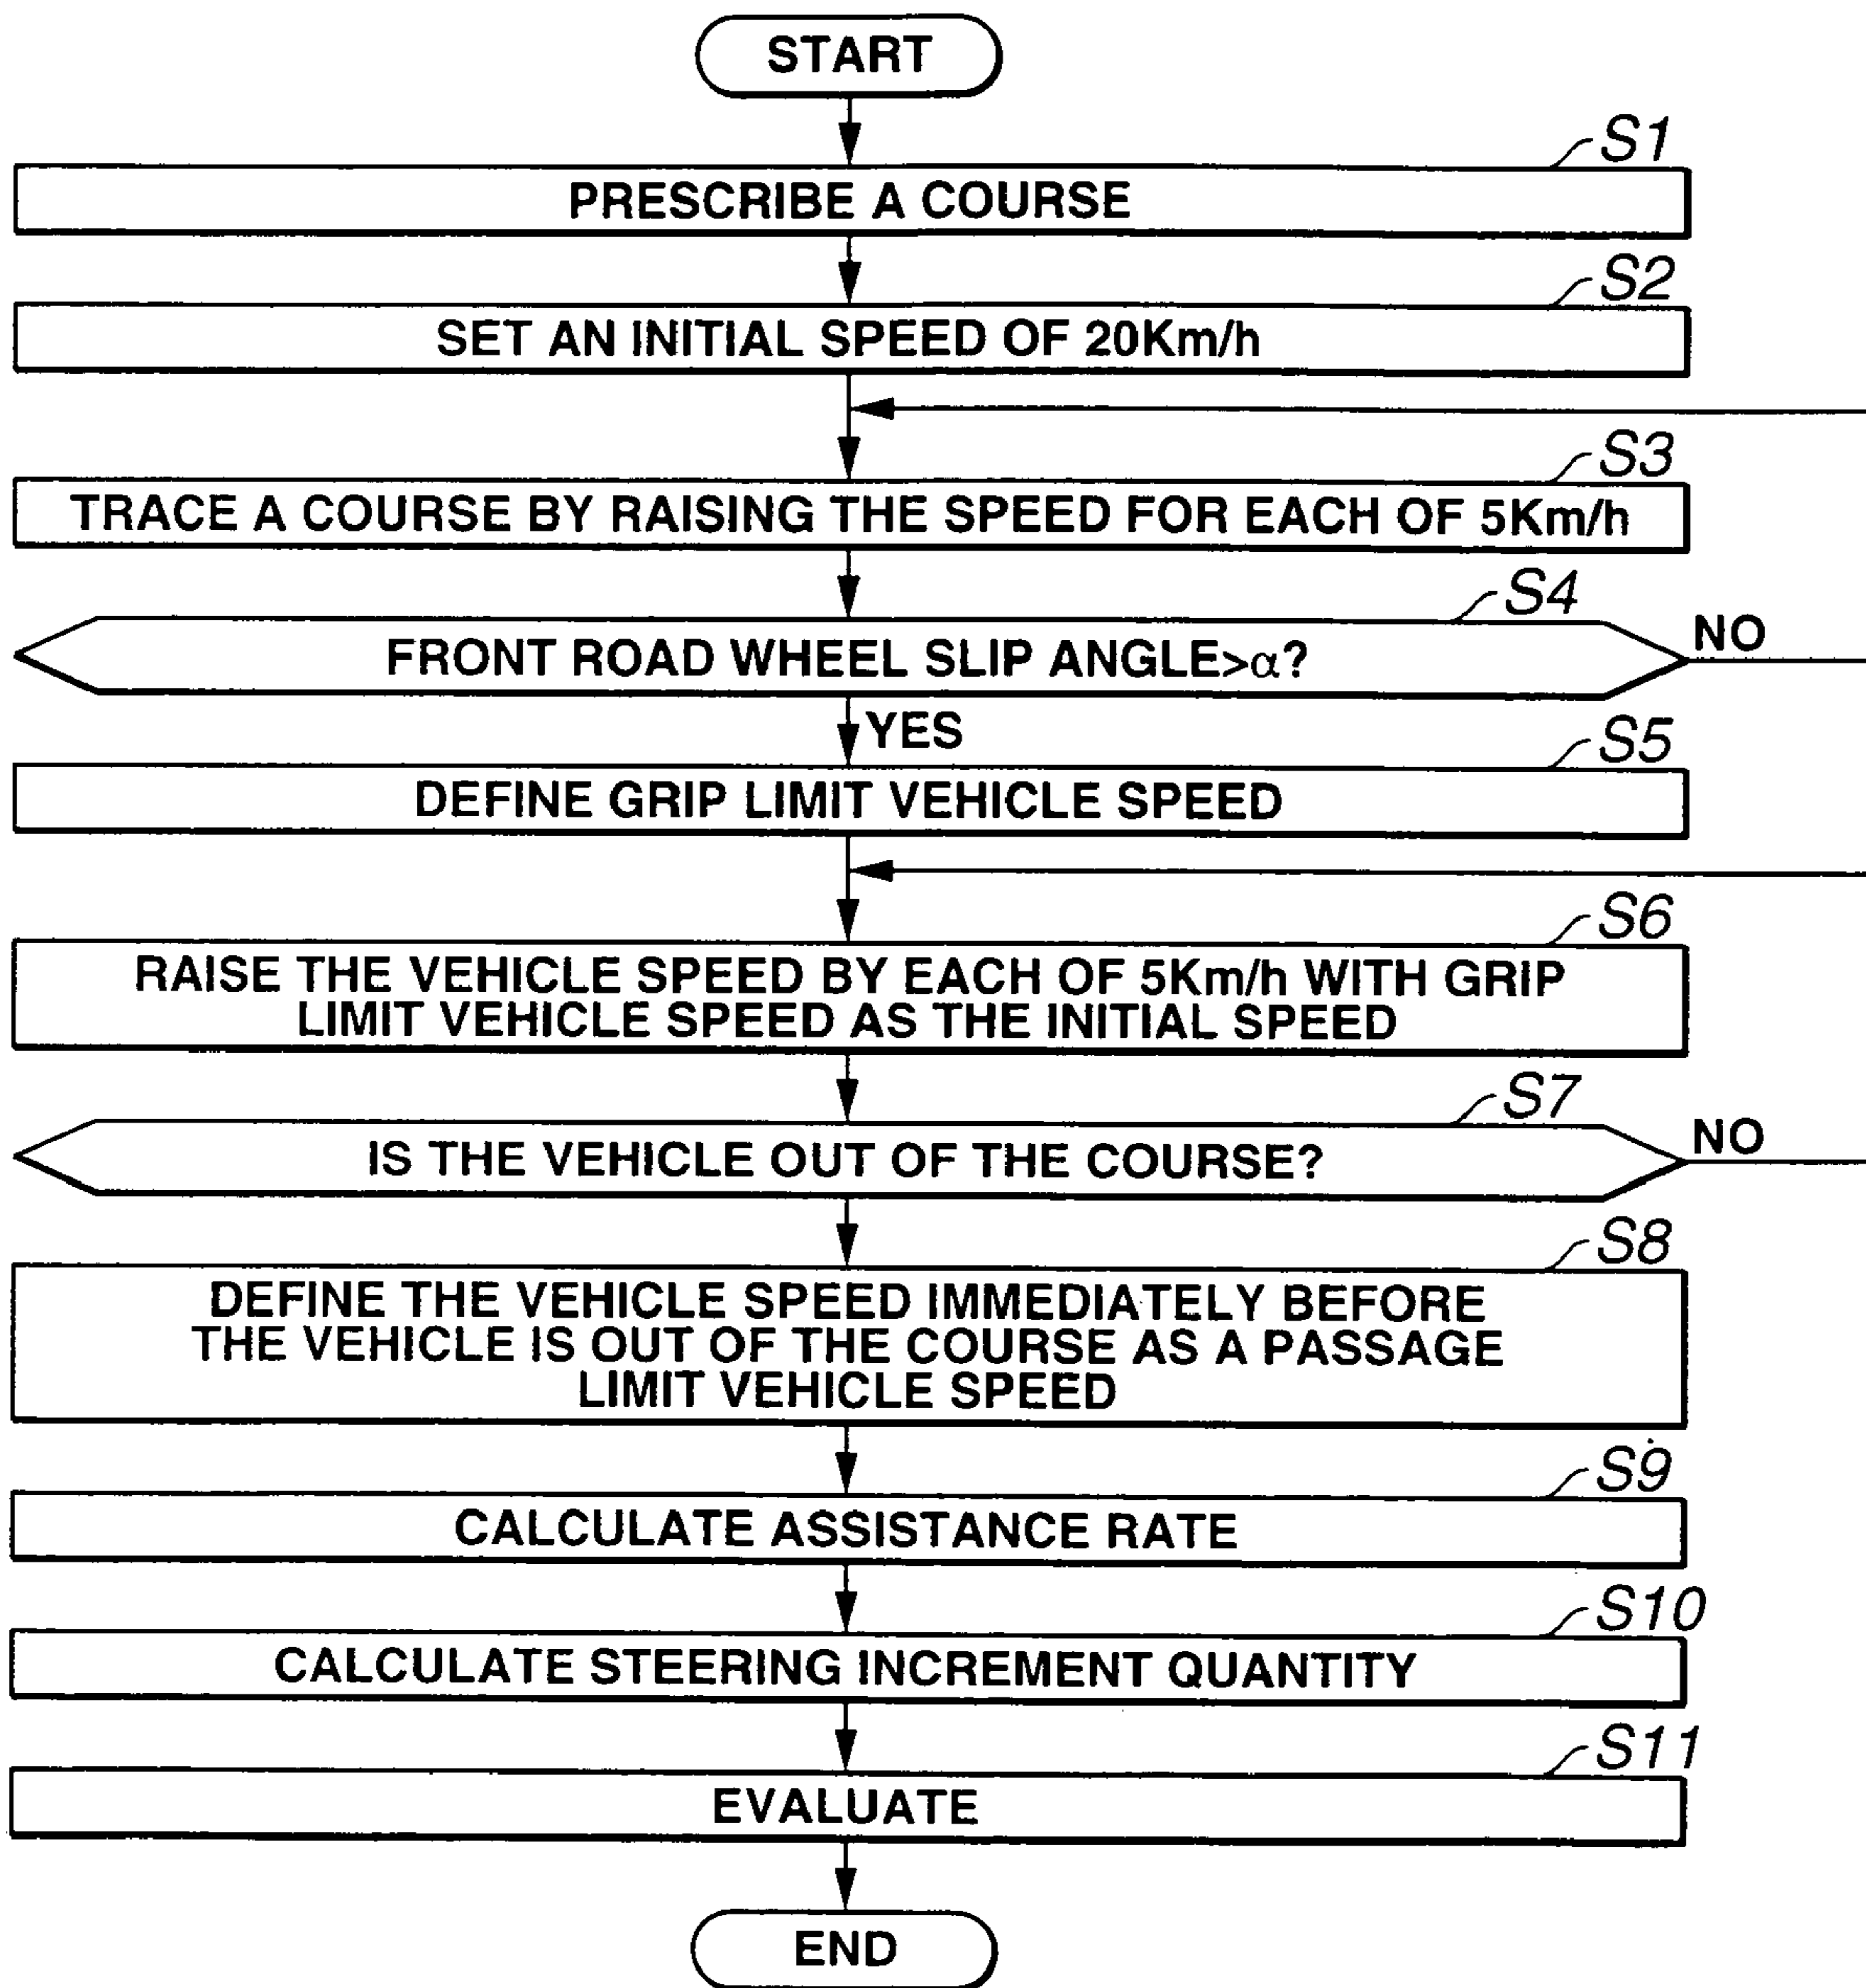 START
S1
PRESCRIBE A COURSE
S2
SET AN INITIAL SPEED OF 20Km/h
S3
TRACE A COURSE BY RAISING THE SPEED FOR EACH OF 5Km/h
S4
FRONT ROAD WHEEL SLIP ANGLE>α?
NO
YES
S5
DEFINE GRIP LIMIT VEHICLE SPEED
S6
RAISE THE VEHICLE SPEED BY EACH OF 5Km/h WITH GRIP
LIMIT VEHICLE SPEED AS THE INITIAL SPEED
S7
IS THE VEHICLE OUT OF THE COURSE?
NO
S8
DEFINE THE VEHICLE SPEED IMMEDIATELY BEFORE
THE VEHICLE IS OUT OF THE COURSE AS A PASSAGE
LIMIT VEHICLE SPEED
S9
CALCULATE ASSISTANCE RATE
S10
CALCULATE STEERING INCREMENT QUANTITY
S11
EVALUATE
END